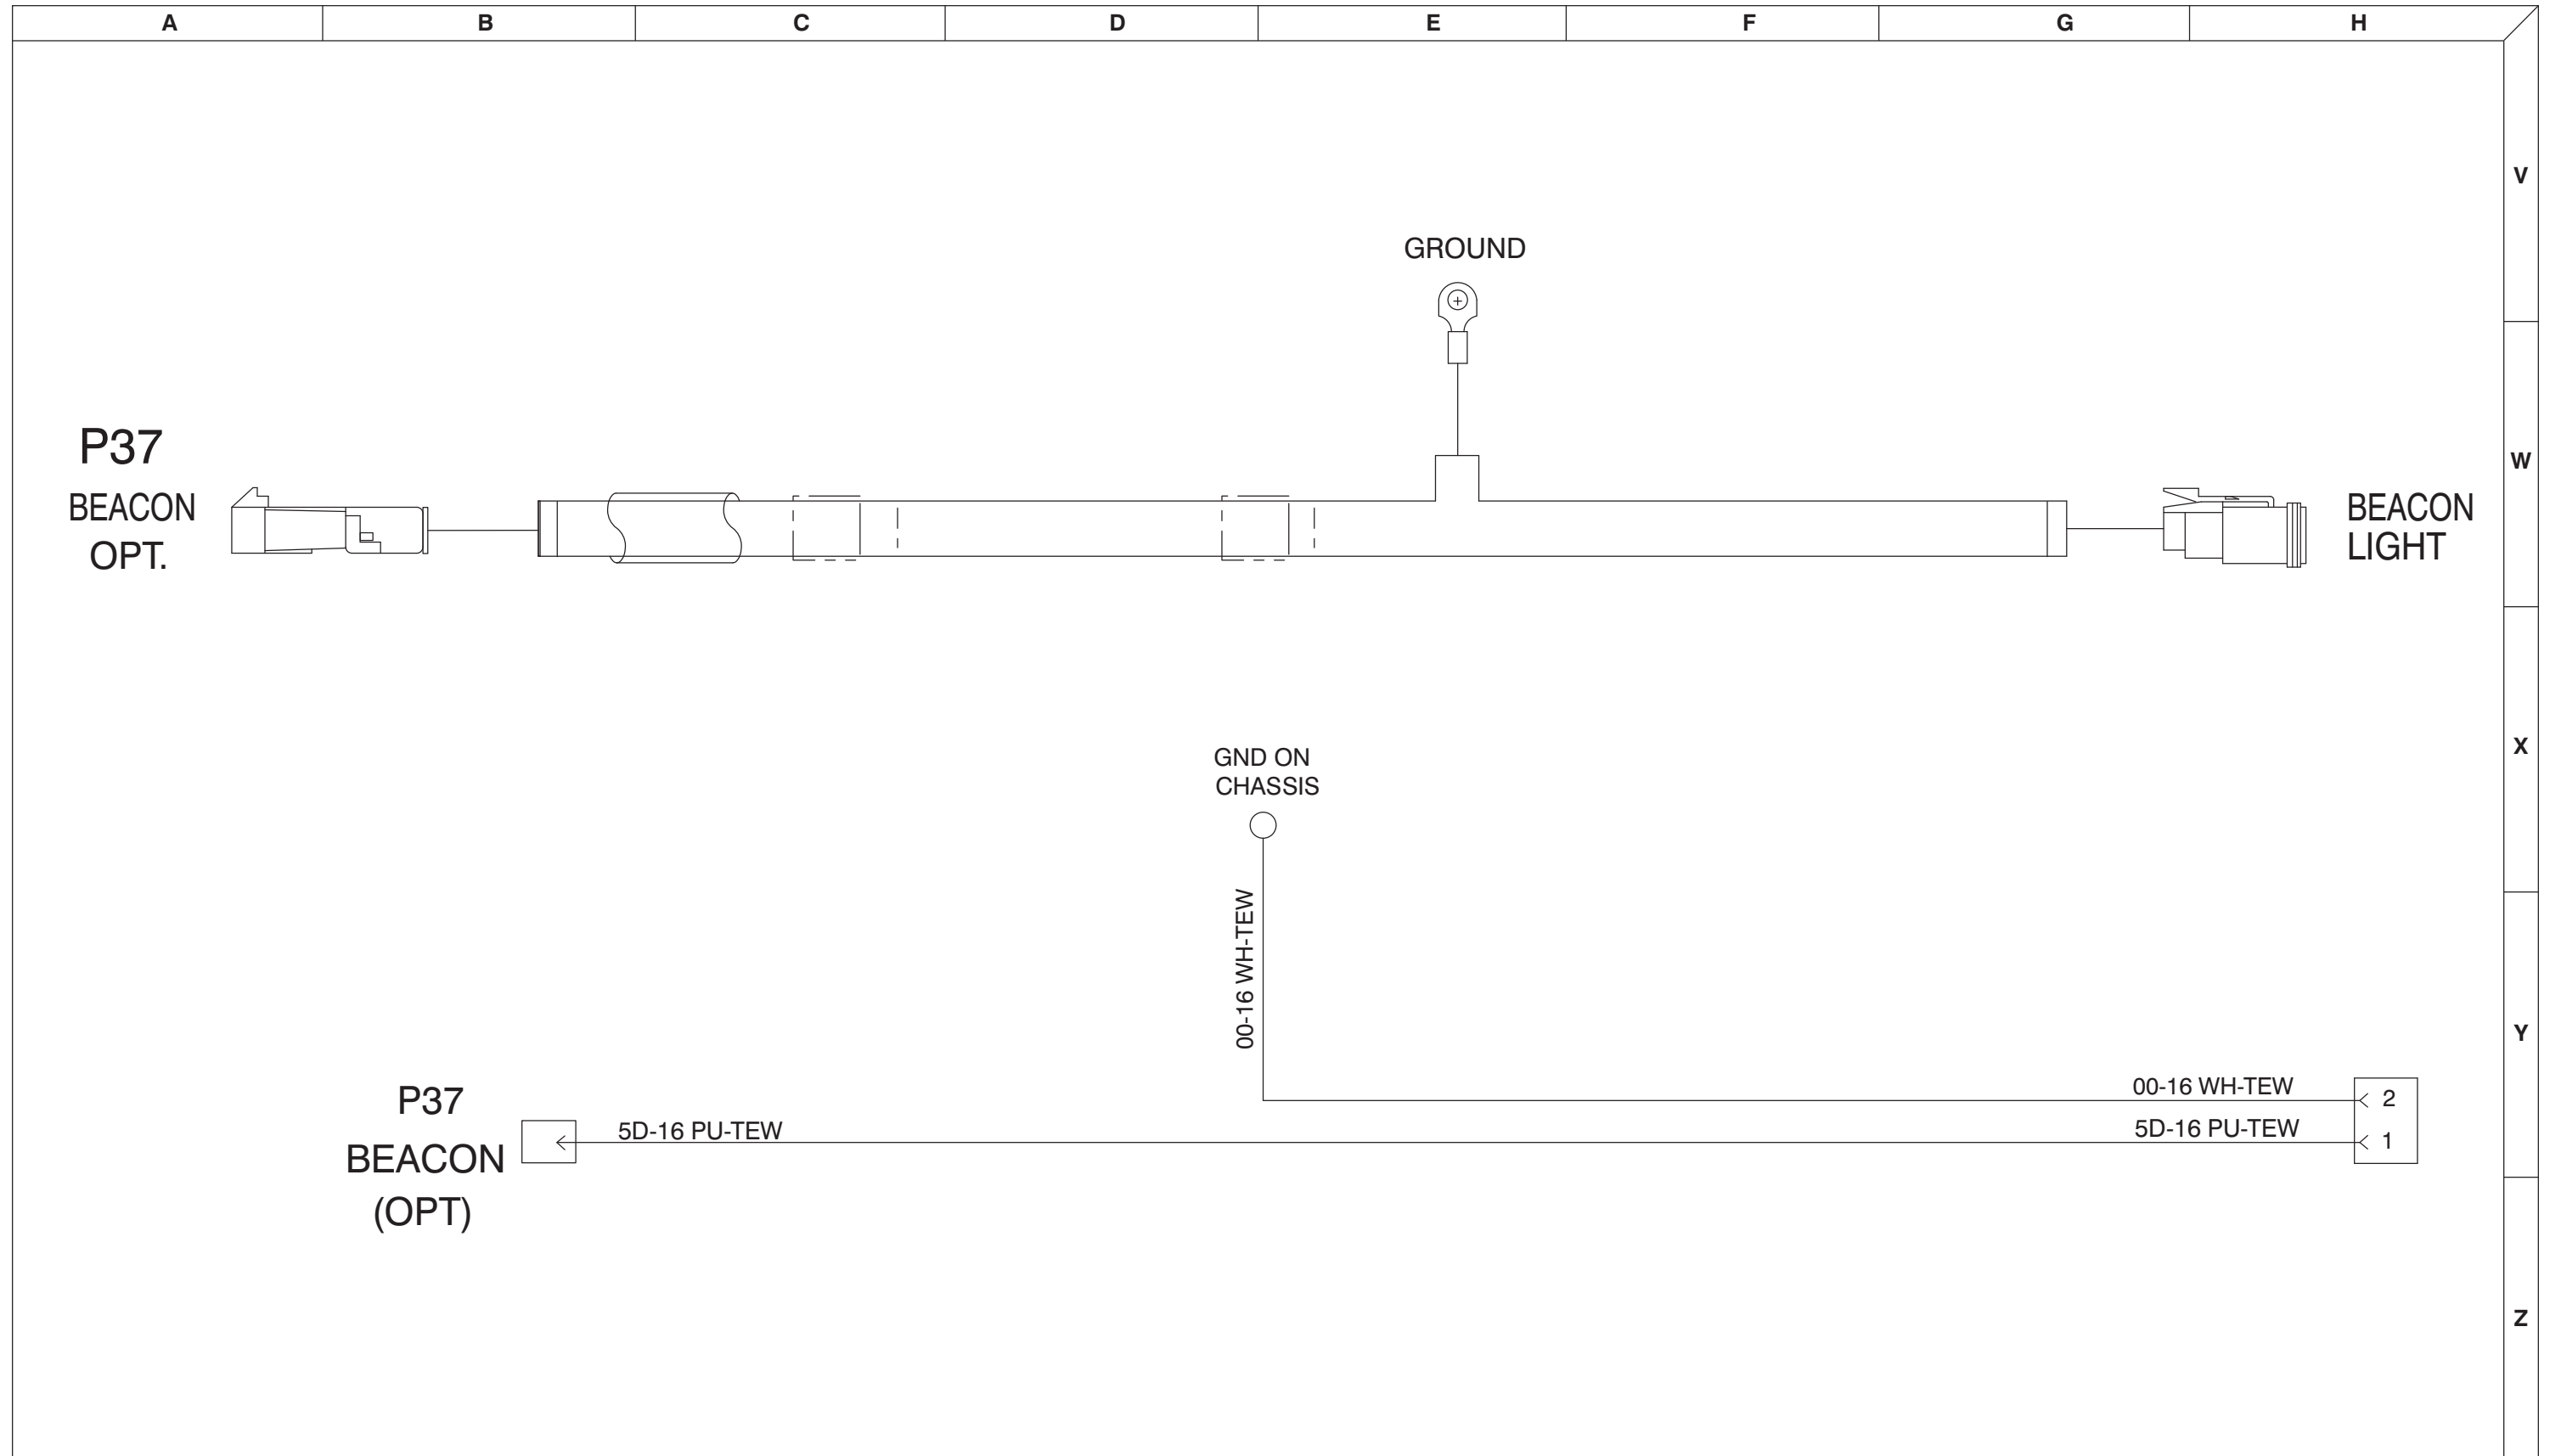 A B C D E F G H
V
GROUND
W
P37
BEACON
OPT.
BEACON
LIGHT
X
GND ON
CHASSIS
00-16 WH-TEW
Y
P37
BEACON
(OPT)
5D-16 PU-TEW
00-16 WH-TEW
2
5D-16 PU-TEW
1
Z